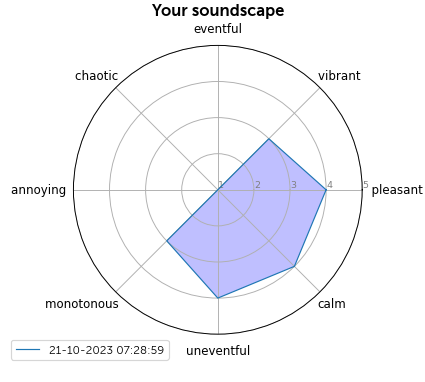 Your soundscape
eventful
chaotic
vibrant
annoying
1 2 3 4 5
pleasant
monotonous
calm
uneventful
21-10-2023 07:28:59